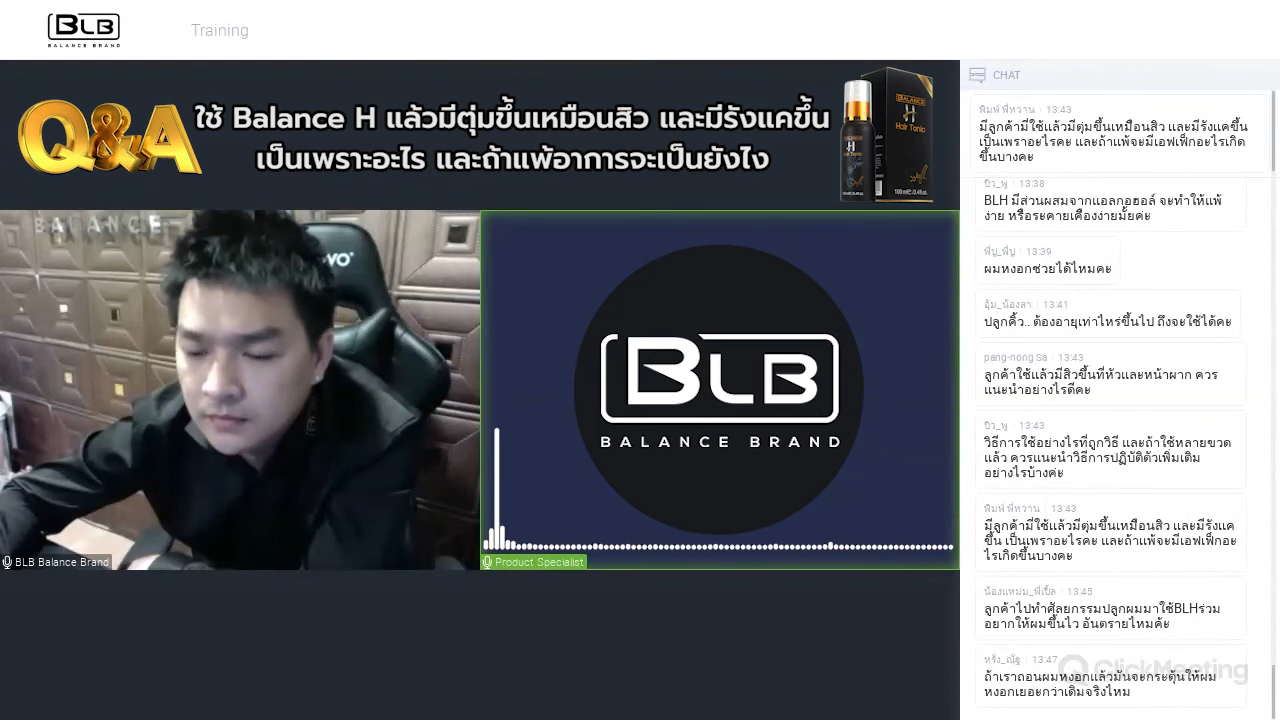 BLB
BALANCE BRAND
Training
Q&A
ใช้ Balance H แล้วมีตุ่มขึ้นเหมือนสิว และมีรังแคขึ้น
เป็นเพราะอะไร และถ้าแพ้อาการจะเป็นยังไง
BALANCE
H
Hair Tonic
BALANCE
BLB
BALANCE BRAND
BLB Balance Brand
Product Specialist
CHAT
พิมพ์ พี่หวาน 13:43
มีลูกค้ามีใช้แล้วมีตุ่มขึ้นเหมือนสิว และมีรังแคขึ้น
เป็นเพราะอะไรคะ และถ้าแพ้จะมีเอฟเฟ็กอะไรเกิด
ขึ้นบางคะ
บิว_พู 13:38
BLH มีส่วนผสมจากแอลกอฮอล์ จะทำให้แพ้
ง่าย หรือระคายเคืองง่ายมั้ยคะ
พี่ปู_พี่ปู 13:39
ผมหงอกช่วยได้ไหมคะ
อุ้ม_น้องลา 13:41
ปลูกคิ้ว.. ต้องอายุเท่าไหร่ขึ้นไป ถึงจะใช้ได้คะ
pang-nong Sa 13:43
ลูกค้าใช้แล้วมีสิวขึ้นที่หัวและหน้าผาก ควร
แนะนำอย่างไรดีคะ
บิว_พู 13:43
วิธีการใช้อย่างไรที่ถูกวิธี และถ้าใช้หลายขวด
แล้ว ควรแนะนำวิธีการปฏิบัติตัวเพิ่มเติม
อย่างไรบ้างคะ
พิมพ์ พี่หวาน 13:43
มีลูกค้ามีใช้แล้วมีตุ่มขึ้นเหมือนสิว และมีรังแค
ขึ้น เป็นเพราะอะไรคะ และถ้าแพ้จะมีเอฟเฟ็กอะ
ไรเกิดขึ้นบางคะ
น้องแหม่ม_พี่เปิ้ล 13:45
ลูกค้าไปทำศัลยกรรมปลูกผมมาใช้BLHร่วม
อยากให้ผมขึ้นไว อันตรายไหมค้ะ
หรั่ง_ณัฐ 13:47
ClickMeeting
ถ้าเราถอนผมหงอกแล้วมันจะกระตุ้นให้ผม
หงอกเยอะกว่าเดิมจริงไหม